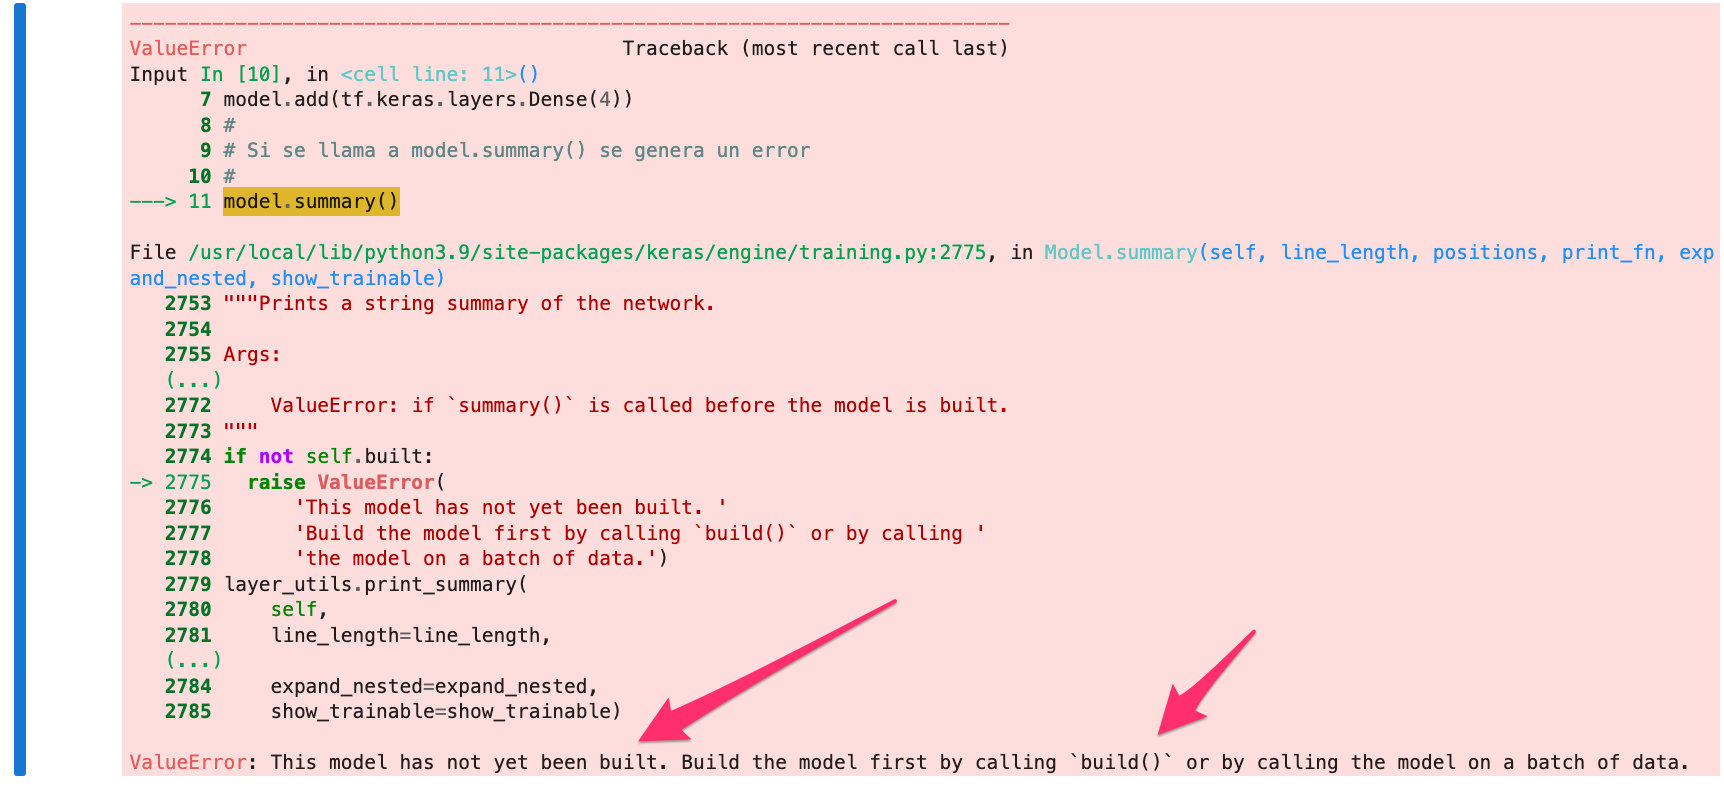 ---------------------------------------------------------------------------
ValueError                                Traceback (most recent call last)
Input In [10], in <cell line: 11>()
      7 model.add(tf.keras.layers.Dense(4))
      8 #
      9 # Si se llama a model.summary() se genera un error
     10 #
---> 11 model.summary()
File /usr/local/lib/python3.9/site-packages/keras/engine/training.py:2775, in Model.summary(self, line_length, positions, print_fn, exp
and_nested, show_trainable)
   2753 """Prints a string summary of the network.
   2754
   2755 Args:
   (...)
   2772     ValueError: if `summary()` is called before the model is built.
   2773 """
   2774 if not self.built:
-> 2775   raise ValueError(
   2776       'This model has not yet been built. '
   2777       'Build the model first by calling `build()` or by calling '
   2778       'the model on a batch of data.')
   2779 layer_utils.print_summary(
   2780     self,
   2781     line_length=line_length,
   (...)
   2784     expand_nested=expand_nested,
   2785     show_trainable=show_trainable)
ValueError: This model has not yet been built. Build the model first by calling `build()` or by calling the model on a batch of data.